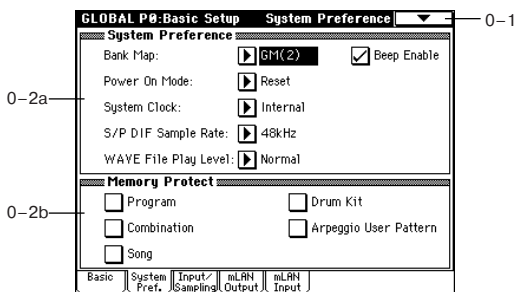 GLOBAL P0:Basic Setup System Preference
0–1
System Preference
Bank Map: GM(2) Beep Enable
Power On Mode: Reset
0–2a
System Clock: Internal
S/P DIF Sample Rate: 48kHz
WAVE File Play Level: Normal
Memory Protect
Program Drum Kit
0–2b
Combination Arpeggio User Pattern
Song
Basic System Pref. Input/Sampling mLAN Output mLAN Input